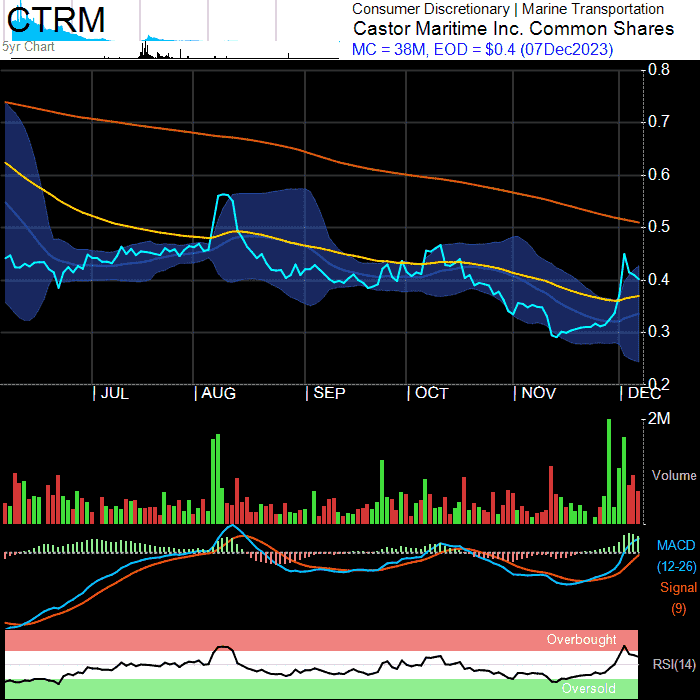 CTRM
Consumer Discretionary | Marine Transportation
Castor Maritime Inc. Common Shares
MC = 38M, EOD = $0.4 (07Dec2023)
5yr Chart
0.8
0.7
0.6
0.5
0.4
0.3
0.2
JUL
AUG
SEP
OCT
NOV
DEC
2M
Volume
MACD
(12-26)
Signal
(9)
Overbought
RSI(14)
Oversold